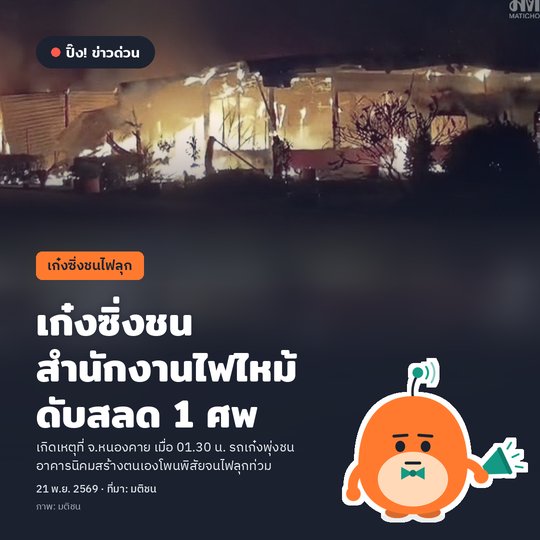 MATICHO
ปิ๊ง! ข่าวด่วน
เก๋งซิ่งชนไฟลุก
เก๋งซิ่งชน
สำนักงานไฟไหม้
ดับสลด 1 ศพ
เกิดเหตุที่ จ.หนองคาย เมื่อ 01.30 น. รถเก๋งพุ่งชน
อาคารนิคมสร้างตนเองโพนพิสัยจนไฟลุกท่วม
21 พ.ย. 2569 · ที่มา: มติชน
ภาพ: มติชน